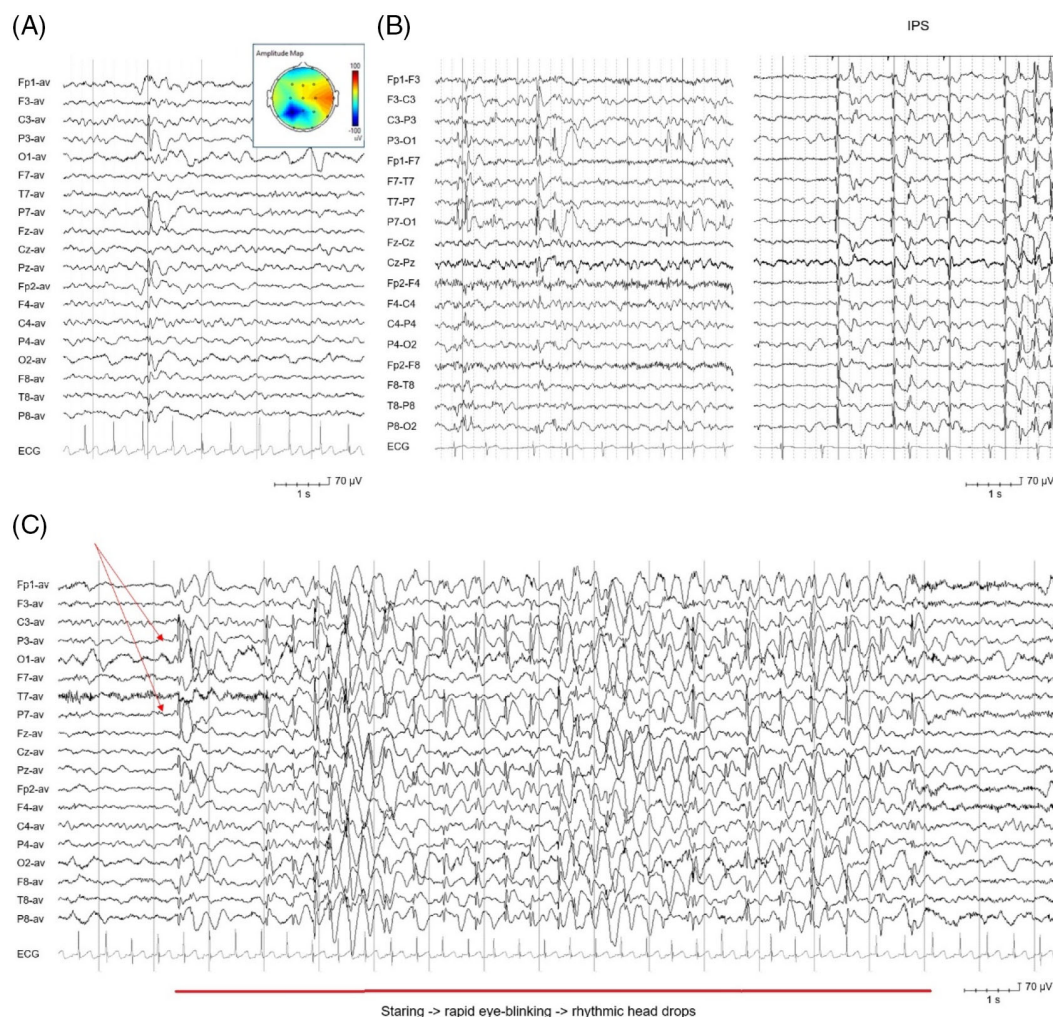 (A)
Amplitude Map
100
-100
uV
Fp1-av
F3-av
C3-av
P3-av
O1-av
F7-av
T7-av
P7-av
Fz-av
Cz-av
Pz-av
Fp2-av
F4-av
C4-av
P4-av
O2-av
F8-av
T8-av
P8-av
ECG
70 µV
1 s
(B)
IPS
Fp1-F3
F3-C3
C3-P3
P3-O1
Fp1-F7
F7-T7
T7-P7
P7-O1
Fz-Cz
Cz-Pz
Fp2-F4
F4-C4
C4-P4
P4-O2
Fp2-F8
F8-T8
T8-P8
P8-O2
ECG
70 µV
1 s
(C)
Fp1-av
F3-av
C3-av
P3-av
O1-av
F7-av
T7-av
P7-av
Fz-av
Cz-av
Pz-av
Fp2-av
F4-av
C4-av
P4-av
O2-av
F8-av
T8-av
P8-av
ECG
70 µV
1 s
Staring -> rapid eye-blinking -> rhythmic head drops